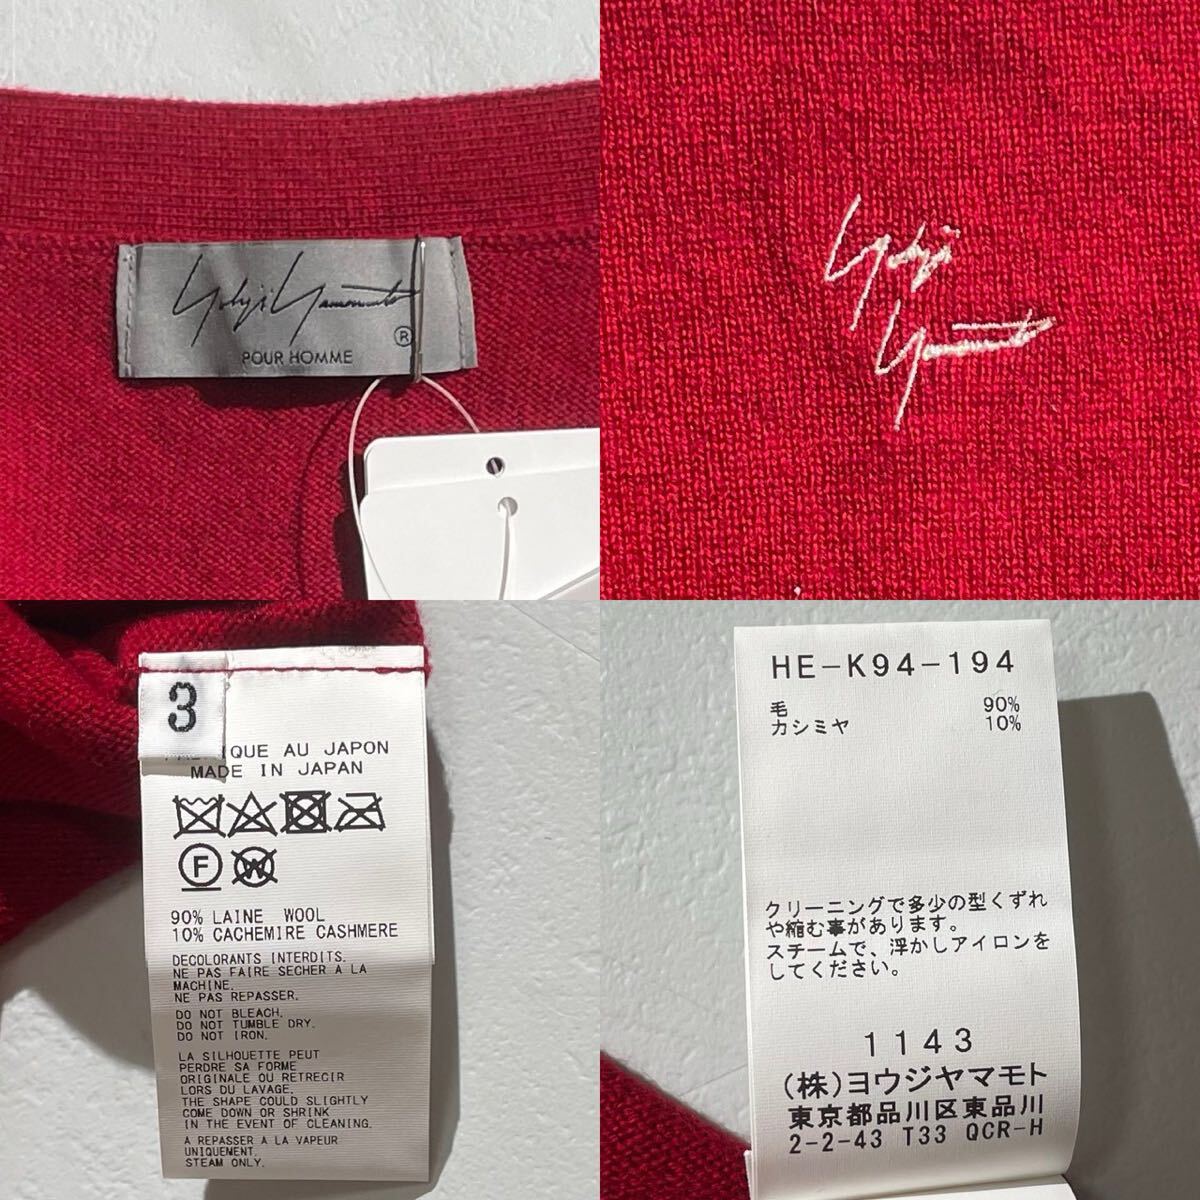 Yohji Yamamoto
®
POUR HOMME
Yohji
Yamamoto
3
QUE AU JAPON
MADE IN JAPAN
F
W
90% LAINE WOOL
10% CACHEMIRE CASHMERE
DECOLORANTS INTERDITS.
NE PAS FAIRE SECHER A LA
MACHINE.
NE PAS REPASSER.
DO NOT BLEACH.
DO NOT TUMBLE DRY.
DO NOT IRON.
LA SILHOUETTE PEUT
PERDRE SA FORME
ORIGINALE OU RETRECIR
LORS DU LAVAGE.
THE SHAPE COULD SLIGHTLY
COME DOWN OR SHRINK
IN THE EVENT OF CLEANING.
A REPASSER A LA VAPEUR
UNIQUEMENT.
STEAM ONLY.
HE-K94-194
毛 90%
カシミヤ 10%
クリーニングで多少の型くずれ
や縮む事があります。
スチームで、浮かしアイロンを
してください。
1143
(株)ヨウジヤマモト
東京都品川区東品川
2-2-43 T33 QCR-H